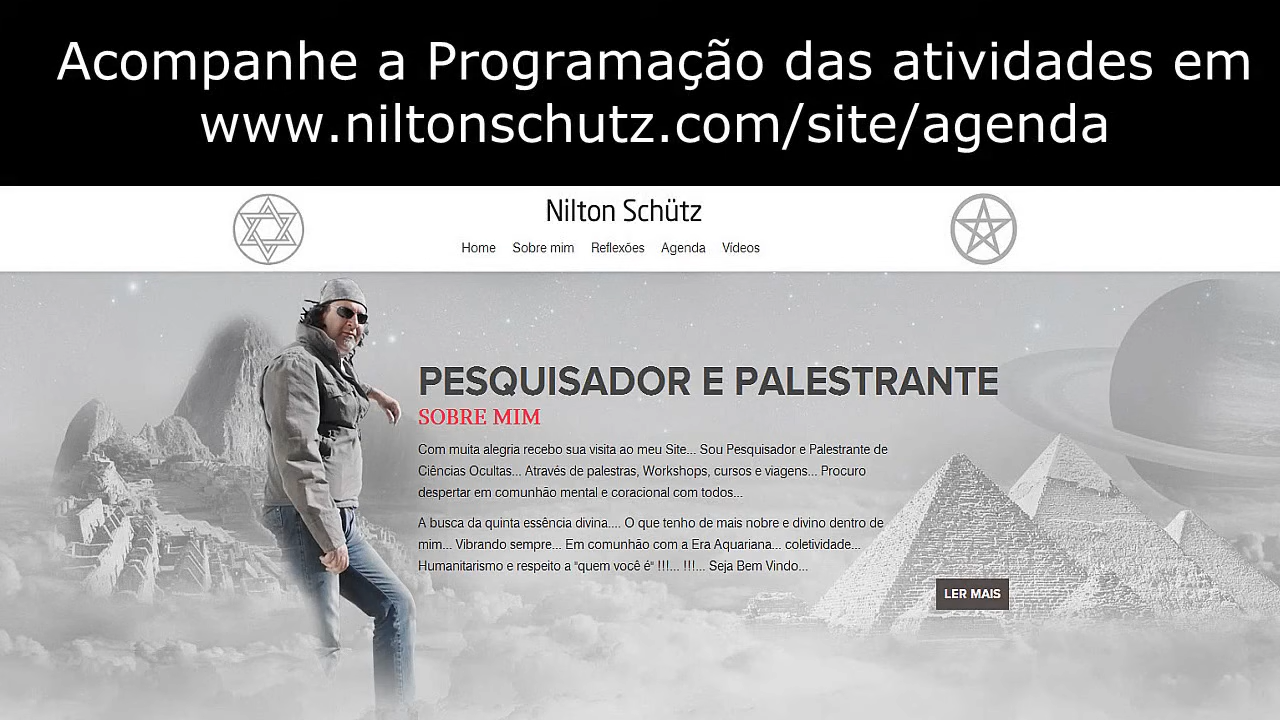 Acompanhe a Programação das atividades em
www.niltonschutz.com/site/agenda
Nilton Schütz
Home Sobre mim Reflexões Agenda Vídeos
PESQUISADOR E PALESTRANTE
SOBRE MIM
Com muita alegria recebo sua visita ao meu Site... Sou Pesquisador e Palestrante de
Ciências Ocultas... Através de palestras, Workshops, cursos e viagens... Procuro
despertar em comunhão mental e coracional com todos...
A busca da quinta essência divina.... O que tenho de mais nobre e divino dentro de
mim... Vibrando sempre... Em comunhão com a Era Aquariana... coletividade...
Humanitarismo e respeito a "quem você é" !!!... !!!... Seja Bem Vindo...
LER MAIS